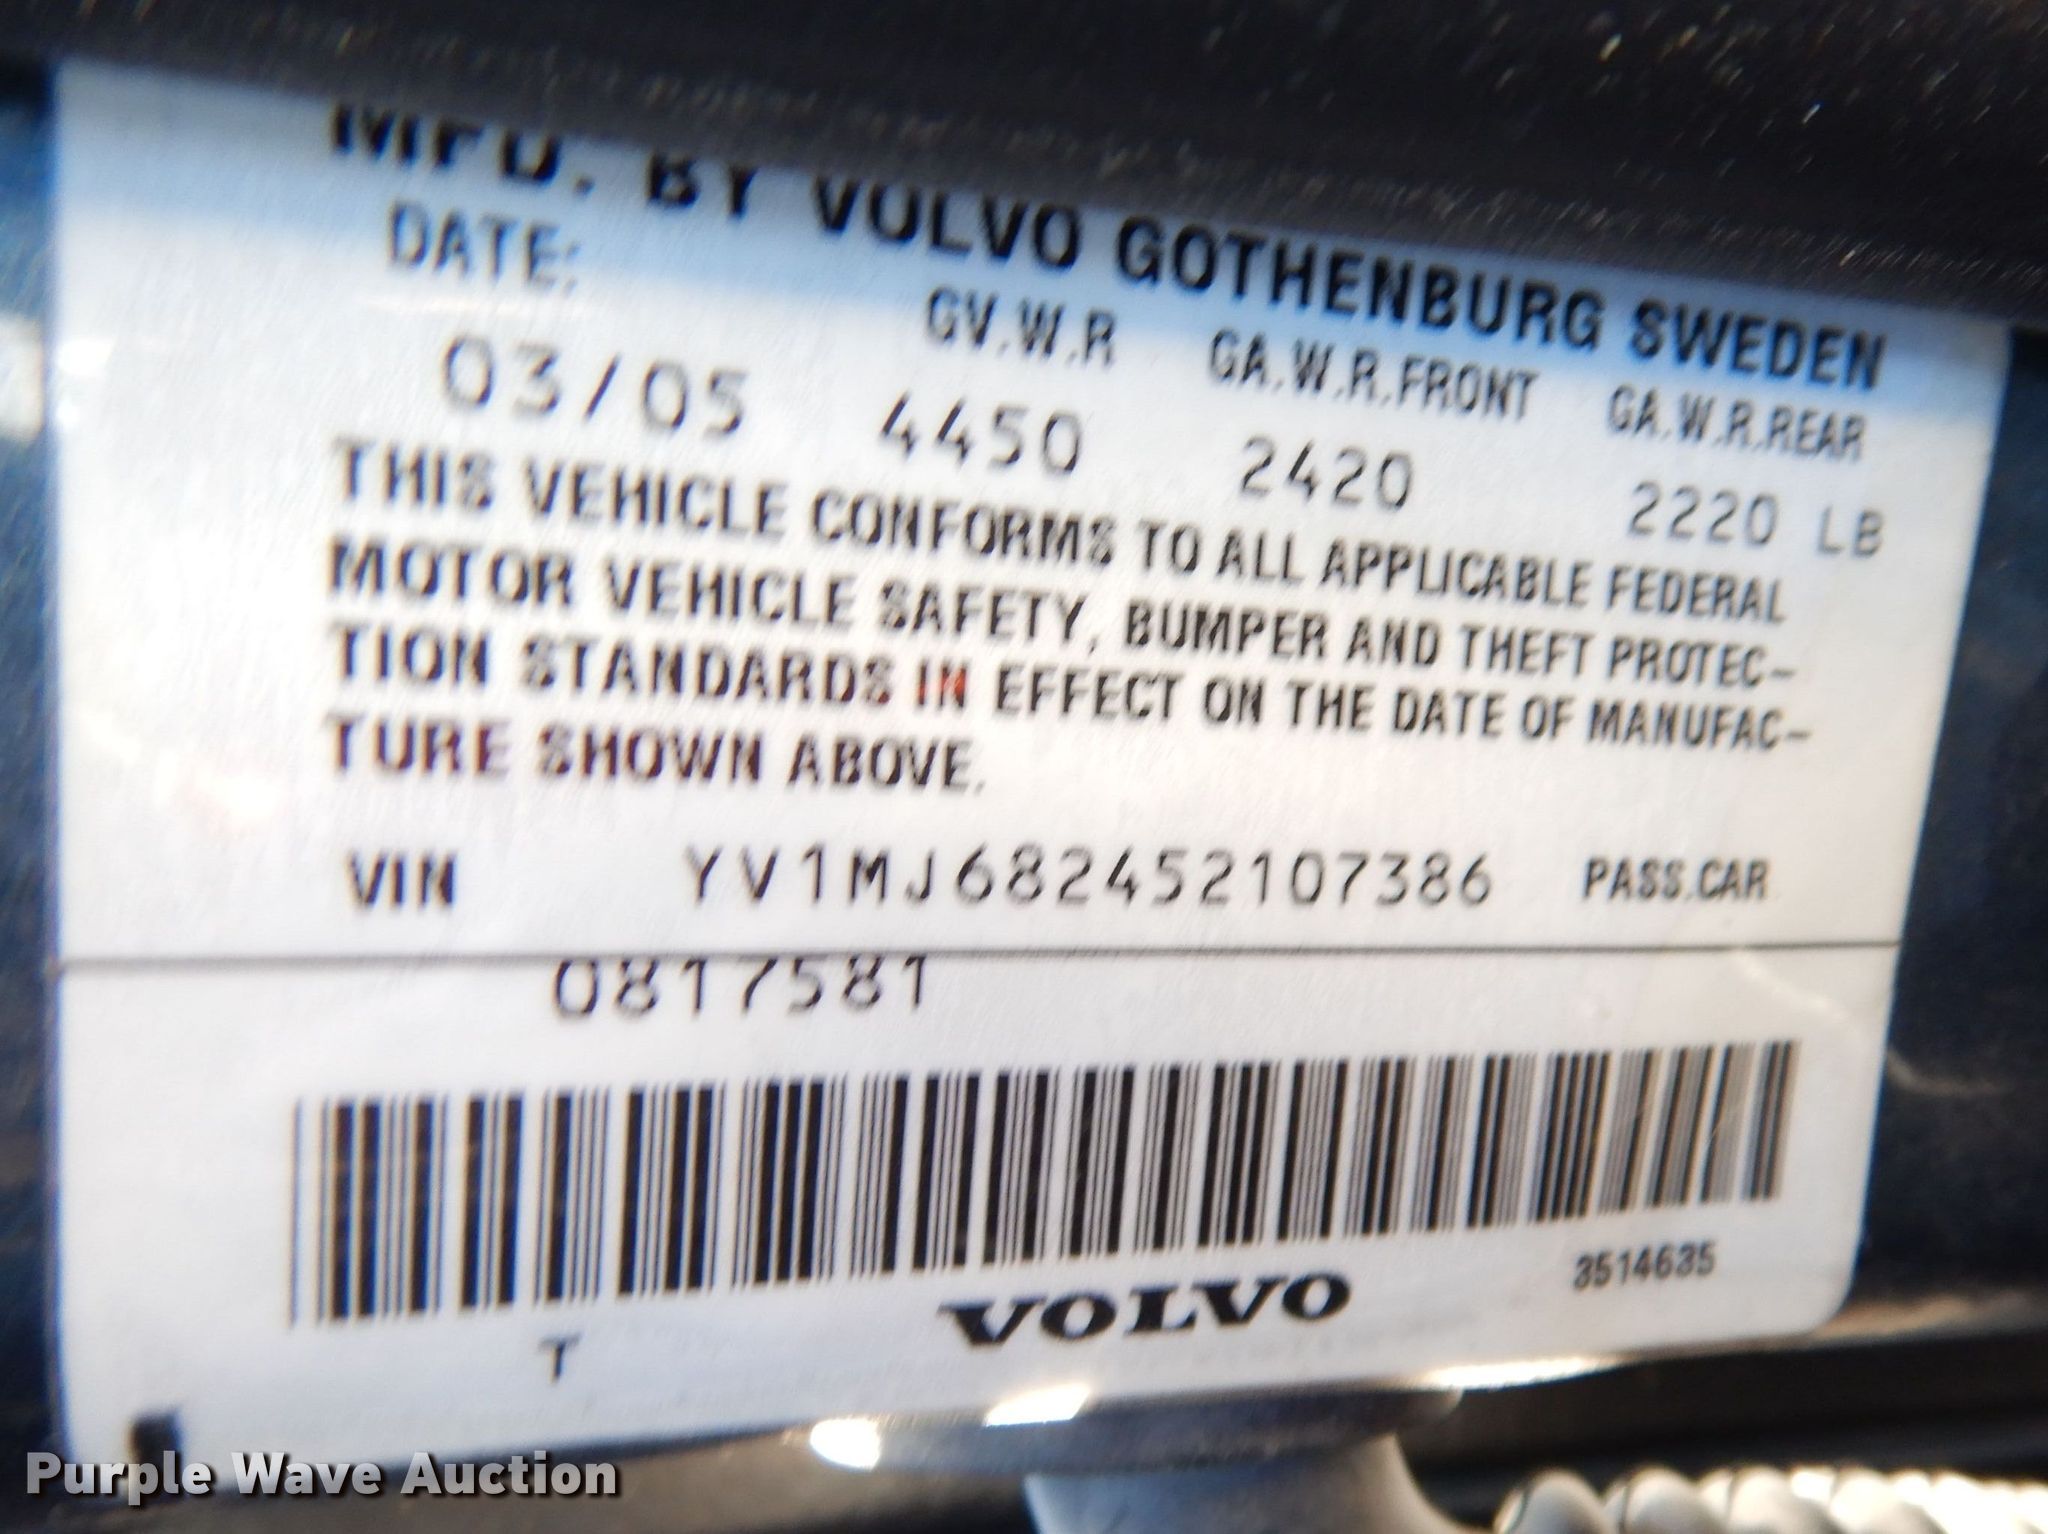 MFD. BY VOLVO GOTHENBURG SWEDEN
DATE: GV.W.R GA.W.R.FRONT GA.W.R.REAR
03/05 4450 2420 2220 LB
THIS VEHICLE CONFORMS TO ALL APPLICABLE FEDERAL
MOTOR VEHICLE SAFETY, BUMPER AND THEFT PROTEC-
TION STANDARDS IN EFFECT ON THE DATE OF MANUFAC-
TURE SHOWN ABOVE.
VIN YV1MJ682452107386 PASS.CAR
0817581
VOLVO 3514635
T
Purple Wave Auction